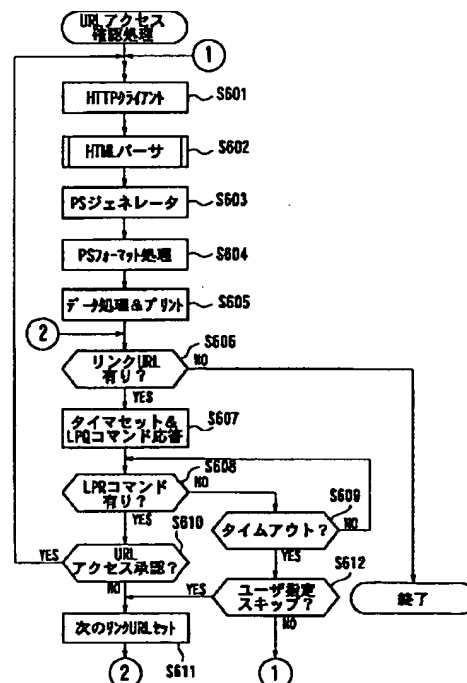 URLアクセス
確認処理
1
HTTPクライアント
S601
HTMLパーサ
S602
PSジェネレータ
S603
PSフォーマット処理
S604
データ処理&プリント
S605
2
S606
リンクURL
有り?
NO
YES
タイマセット&
LPQコマンド応答
S607
S608
LPRコマンド
有り?
NO
YES
S609
タイムアウト?
NO
YES
S610
URL
アクセス承認?
YES
NO
S612
ユーザ指定
スキップ?
YES
NO
終了
次のリンクURLセット
S611
2
1